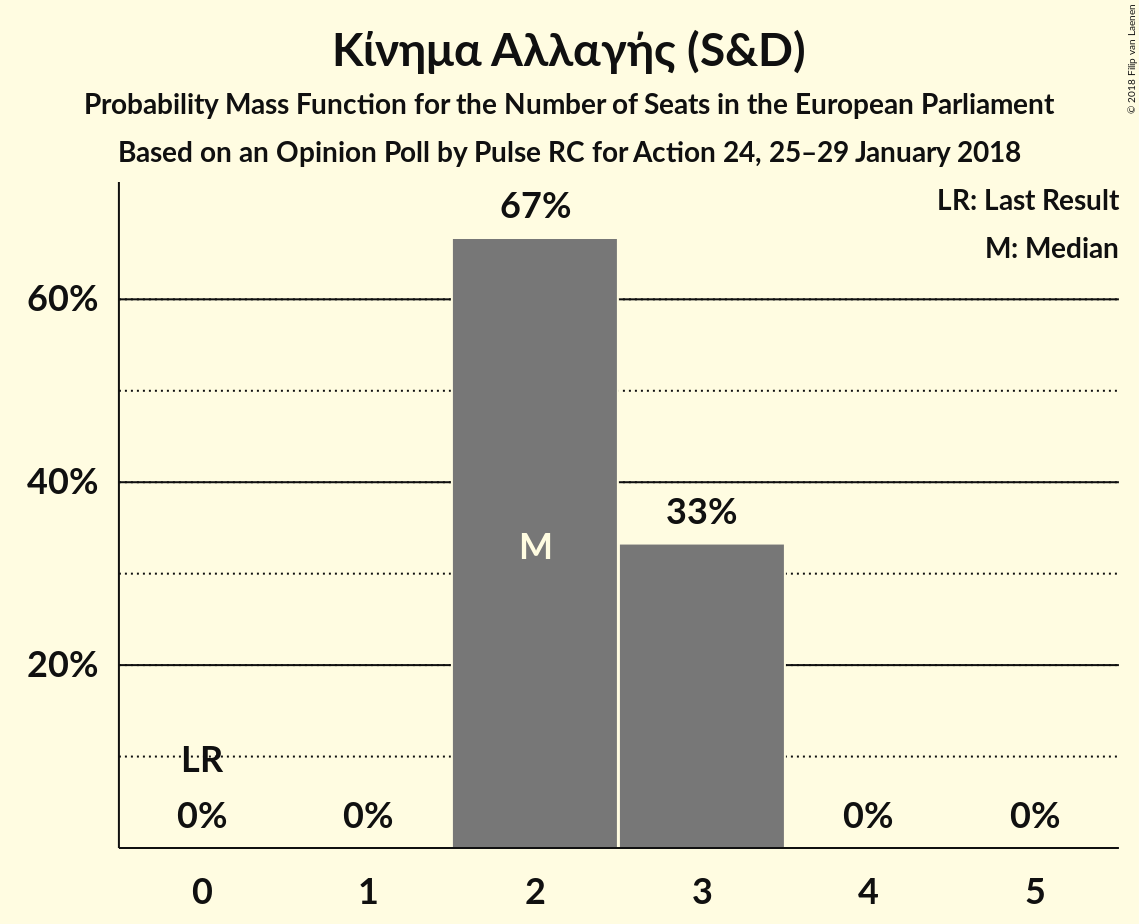 Κίνημα Αλλαγής (S&D)
Probability Mass Function for the Number of Seats in the European Parliament
Based on an Opinion Poll by Pulse RC for Action 24, 25–29 January 2018
© 2018 Filip van Laenen
LR: Last Result
M: Median
67%
60%
40%
33%
M
20%
LR
0% 0% 0% 0%
0 1 2 3 4 5